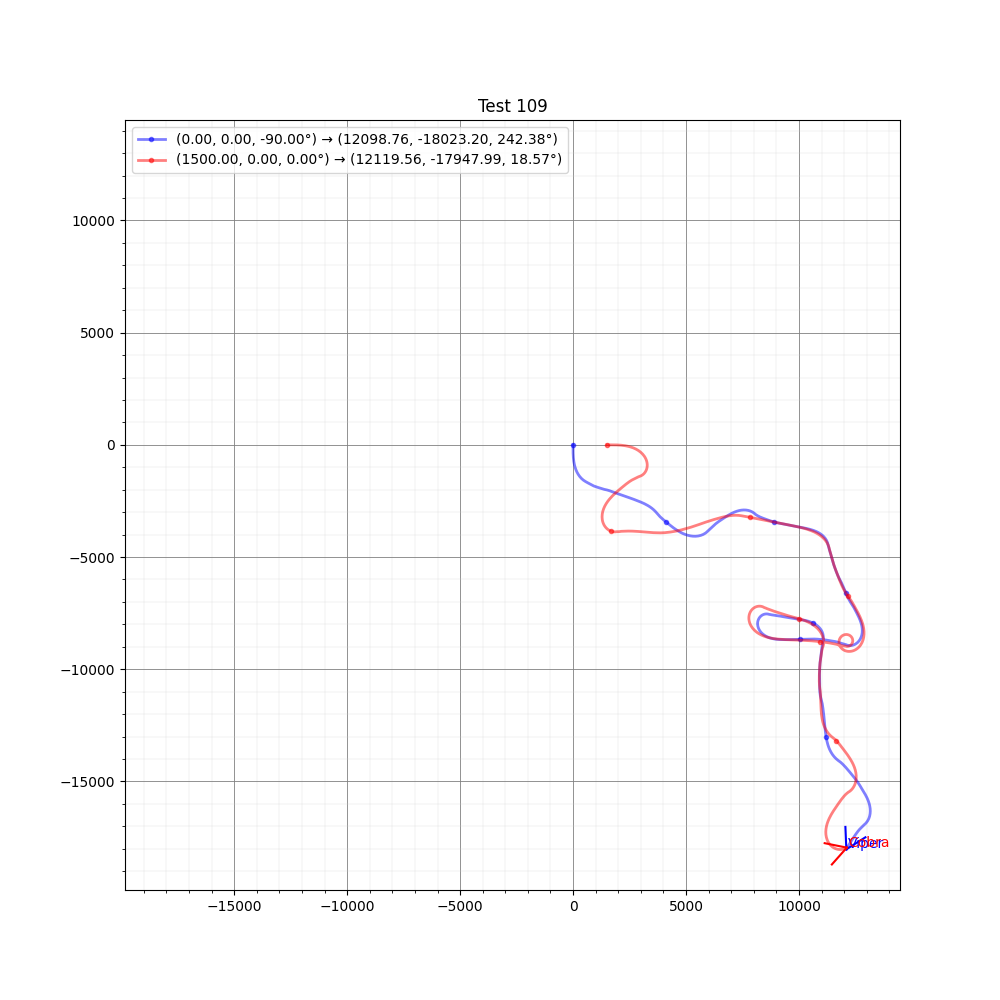 Test 109
(0.00, 0.00, -90.00°) → (12098.76, -18023.20, 242.38°)
(1500.00, 0.00, 0.00°) → (12119.56, -17947.99, 18.57°)
10000
5000
0
−5000
−10000
−15000
Viper
Cobra
−15000 −10000 −5000 0 5000 10000